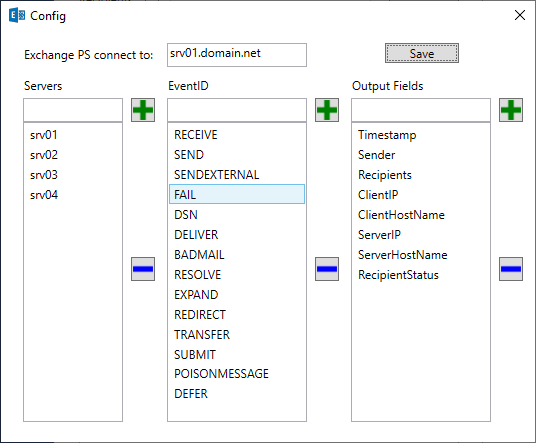 Config
Exchange PS connect to:
srv01.domain.net
Save
Servers
EventID
Output Fields
srv01
srv02
srv03
srv04
RECEIVE
SEND
SENDEXTERNAL
FAIL
DSN
DELIVER
BADMAIL
RESOLVE
EXPAND
REDIRECT
TRANSFER
SUBMIT
POISONMESSAGE
DEFER
Timestamp
Sender
Recipients
ClientIP
ClientHostName
ServerIP
ServerHostName
RecipientStatus